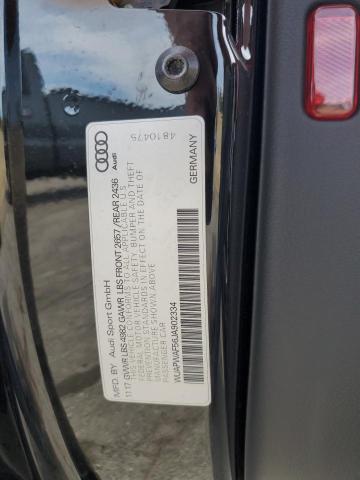 MFD. BY Audi Sport GmbH
11 17 GVWR LBS 4982 GAWR LBS FRONT 2657 / REAR 2436
THIS VEHICLE CONFORMS TO ALL APPLICABLE U.S.
FEDERAL MOTOR VEHICLE SAFETY, BUMPER AND THEFT
PREVENTION STANDARDS IN EFFECT ON THE DATE OF
MANUFACTURE SHOWN ABOVE
PASSENGER CAR
WUAPWAF56JA902334
GERMANY
Audi
4810475